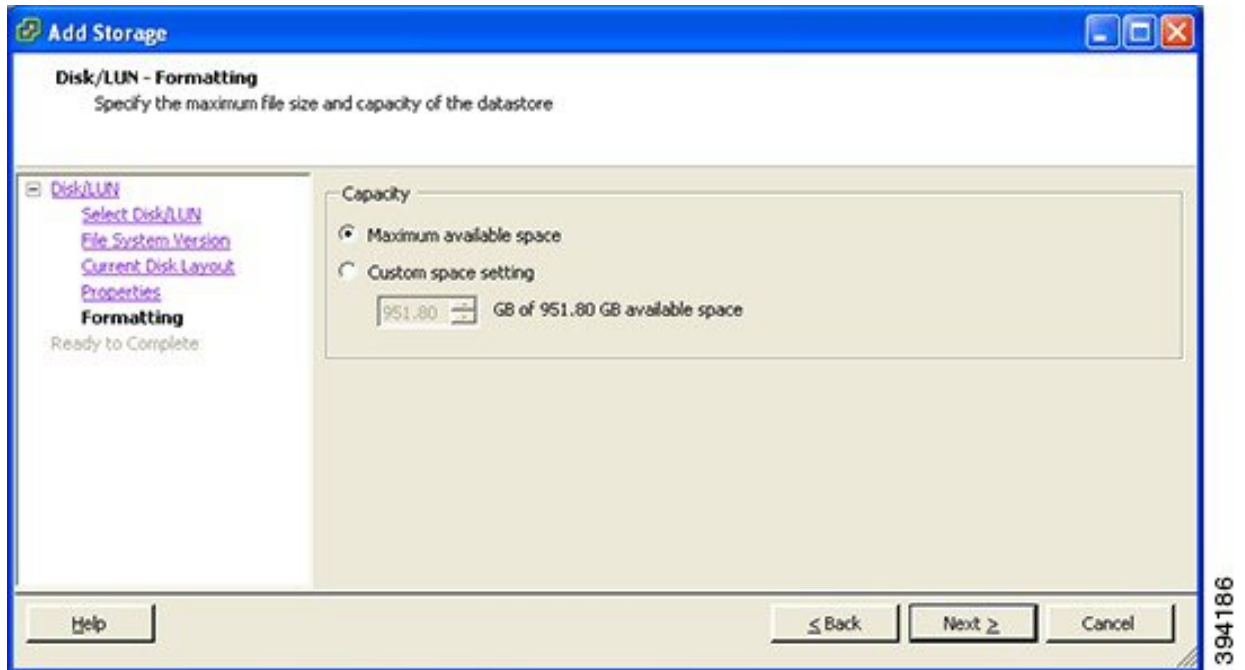 Add Storage
Disk/LUN - Formatting
Specify the maximum file size and capacity of the datastore
Disk/LUN
Select Disk/LUN
File System Version
Current Disk Layout
Properties
Formatting
Ready to Complete
Capacity
Maximum available space
Custom space setting
951.80 GB of 951.80 GB available space
Help
≤ Back
Next ≥
Cancel
394186